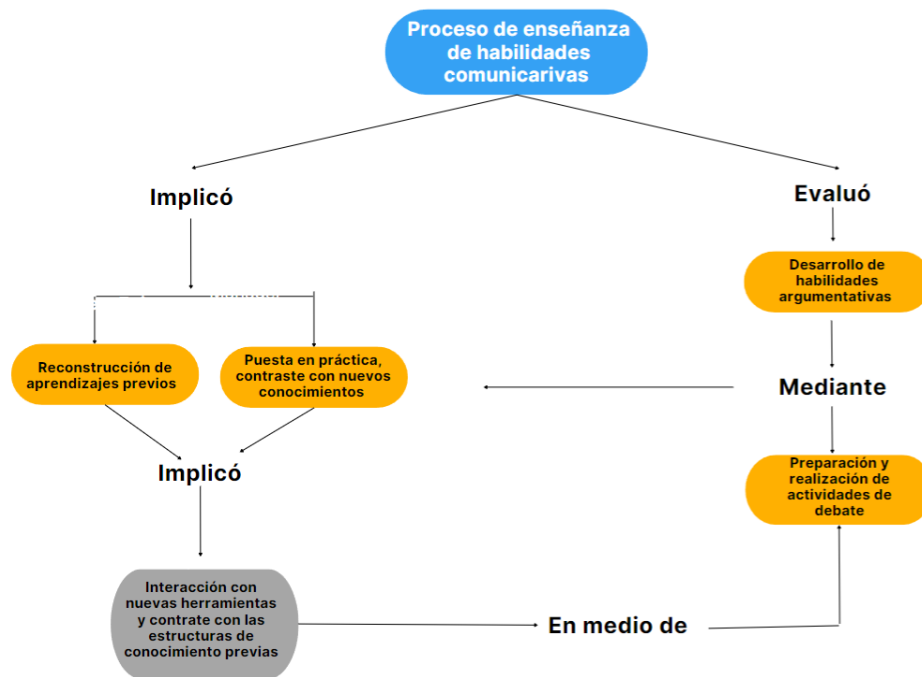 Proceso de enseñanza
de habilidades
comunicarivas
Implicó
Evaluó
Desarrollo de
habilidades
argumentativas
Reconstrucción de
aprendizajes previos
Puesta en práctica,
contraste con nuevos
conocimientos
Mediante
Implicó
Preparación y
realización de
actividades de
debate
Interacción con
nuevas herramientas
y contrate con las
estructuras de
conocimiento previas
En medio de